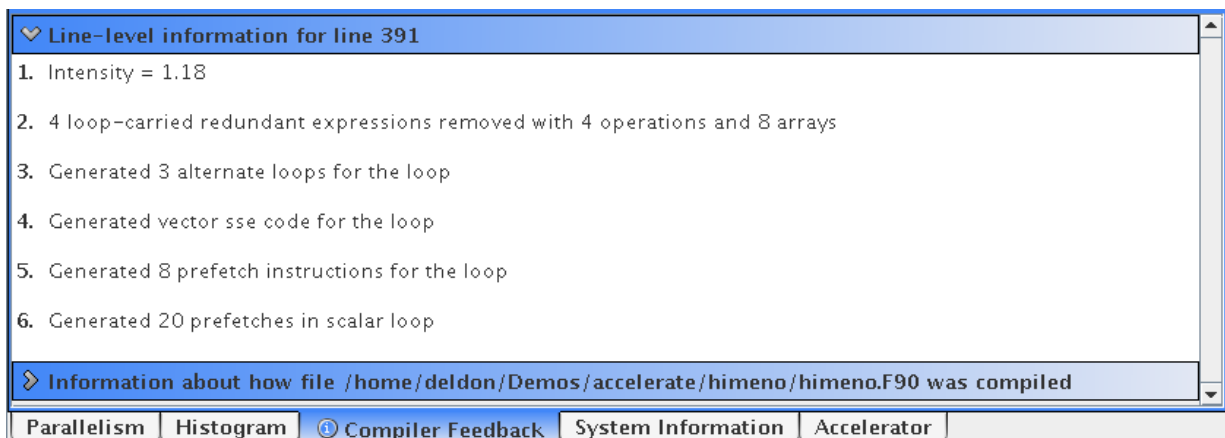 Line-level information for line 391
1. Intensity = 1.18
2. 4 loop-carried redundant expressions removed with 4 operations and 8 arrays
3. Generated 3 alternate loops for the loop
4. Generated vector sse code for the loop
5. Generated 8 prefetch instructions for the loop
6. Generated 20 prefetches in scalar loop
Information about how file /home/deldon/Demos/accelerate/himeno/himeno.F90 was compiled
Parallelism Histogram Compiler Feedback System Information Accelerator